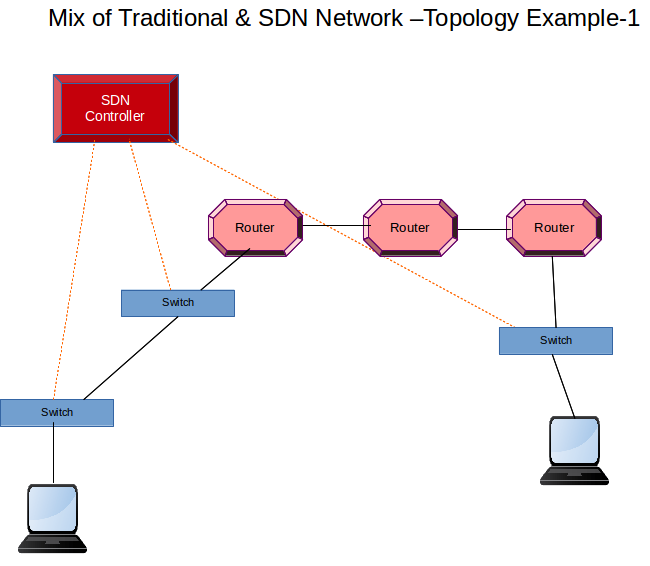 Mix of Traditional & SDN Network –Topology Example-1
SDN
Controller
Router
Router
Router
Switch
Switch
Switch